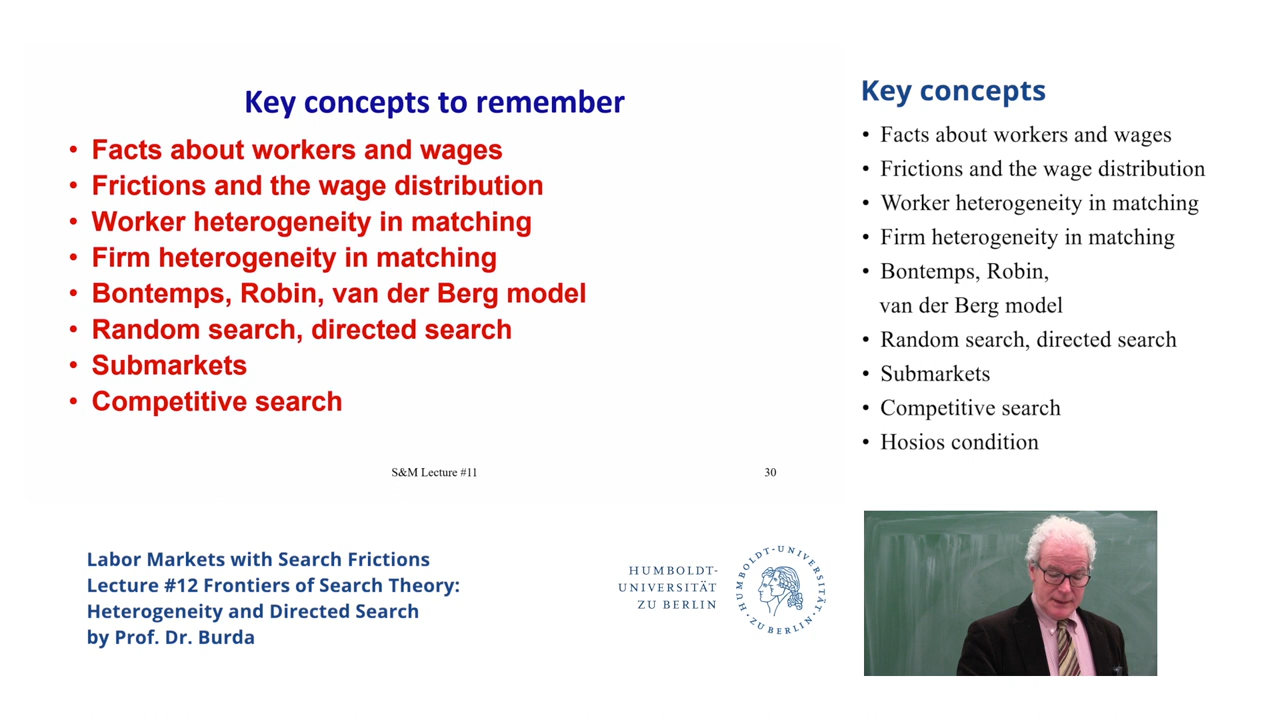 Key concepts to remember
• Facts about workers and wages
• Frictions and the wage distribution
• Worker heterogeneity in matching
• Firm heterogeneity in matching
• Bontemps, Robin, van der Berg model
• Random search, directed search
• Submarkets
• Competitive search
S&M Lecture #11
30
Key concepts
• Facts about workers and wages
• Frictions and the wage distribution
• Worker heterogeneity in matching
• Firm heterogeneity in matching
• Bontemps, Robin,
van der Berg model
• Random search, directed search
• Submarkets
• Competitive search
• Hosios condition
Labor Markets with Search Frictions
Lecture #12 Frontiers of Search Theory:
Heterogeneity and Directed Search
by Prof. Dr. Burda
HUMBOLDT-
UNIVERSITÄT
ZU BERLIN
HUMBOLDT-UNIVERSITÄT
ZU BERLIN